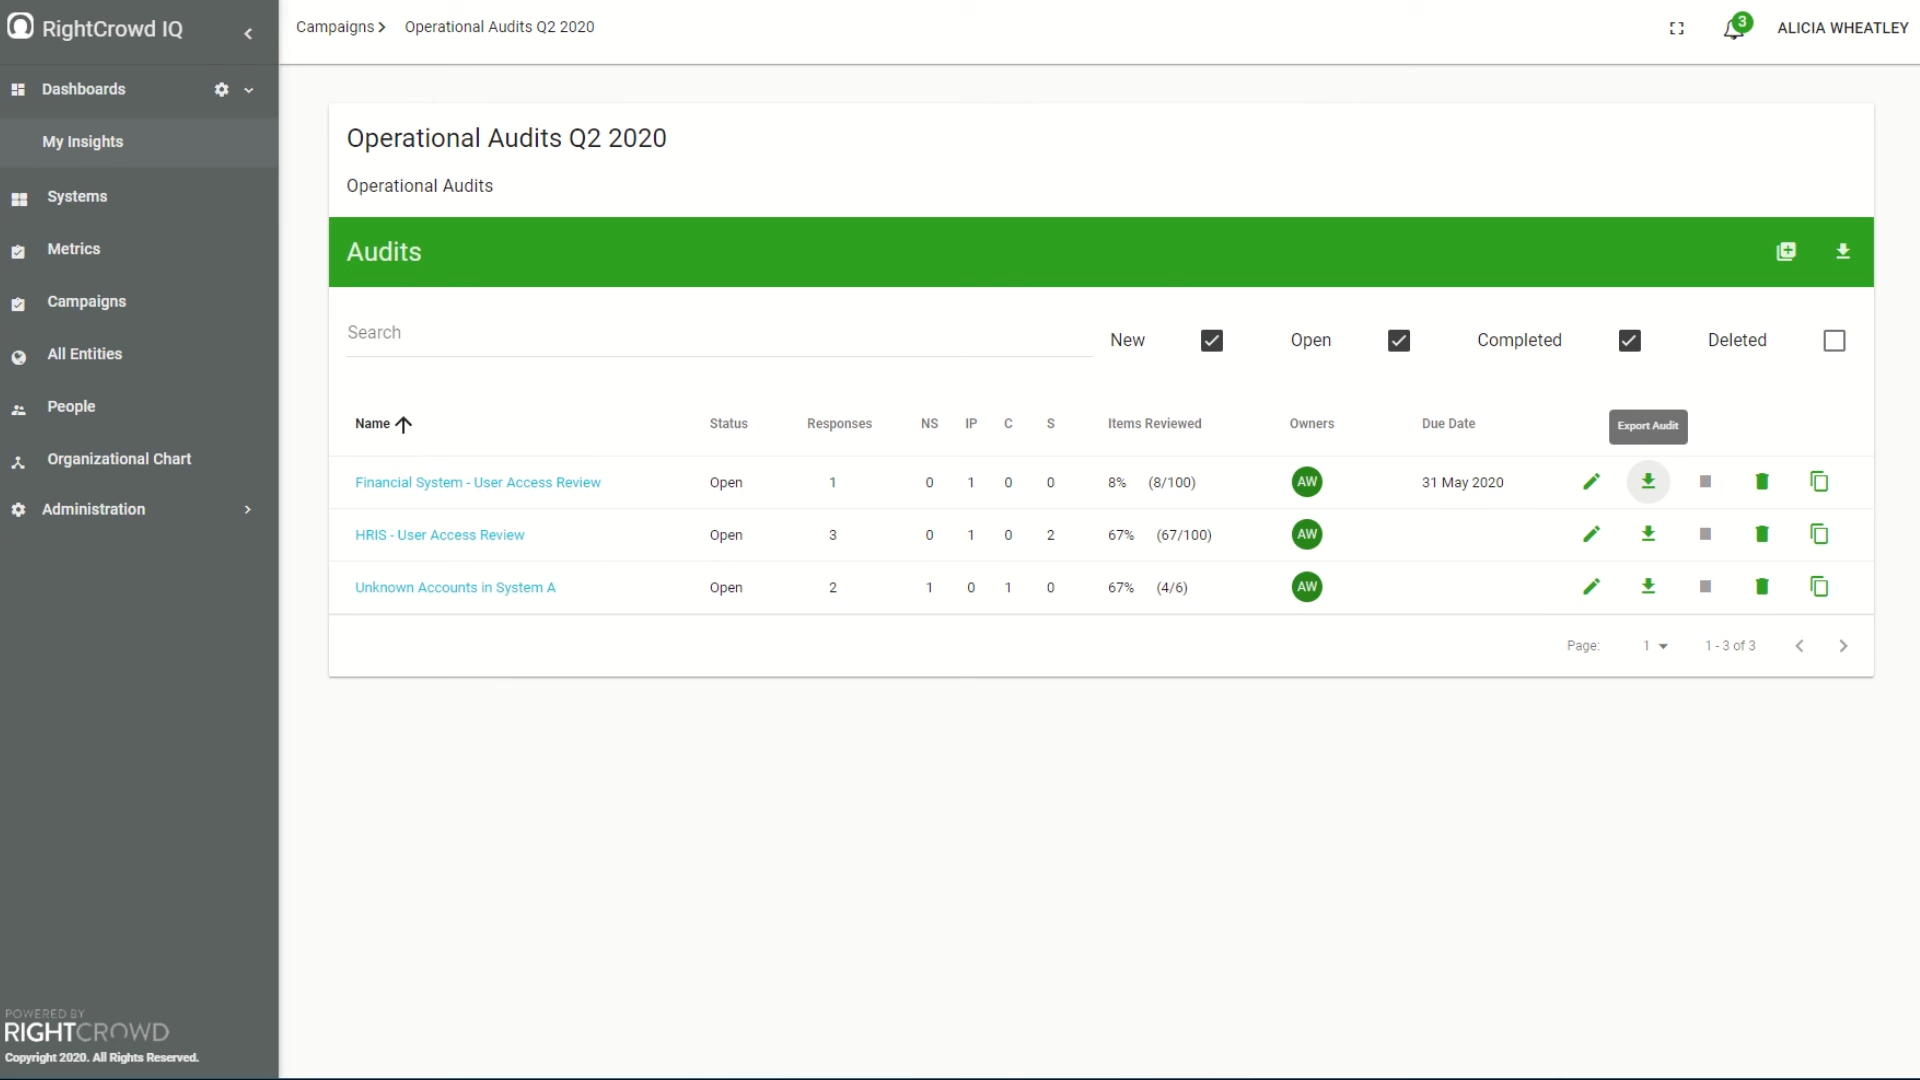 RightCrowd IQ
Campaigns
Operational Audits Q2 2020
3
ALICIA WHEATLEY
Dashboards
My Insights
Systems
Metrics
Campaigns
All Entities
People
Organizational Chart
Administration
POWERED BY
RIGHTCROWD
Copyright 2020. All Rights Reserved.
Operational Audits Q2 2020
Operational Audits
Audits
Search New Open Completed Deleted
Name Status Responses NS IP C S Items Reviewed Owners Due Date Export Audit
Financial System - User Access Review Open 1 0 1 0 0 8% (8/100) AW 31 May 2020
HRIS - User Access Review Open 3 0 1 0 2 67% (67/100) AW
Unknown Accounts in System A Open 2 1 0 1 0 67% (4/6) AW
Page: 1 1 - 3 of 3